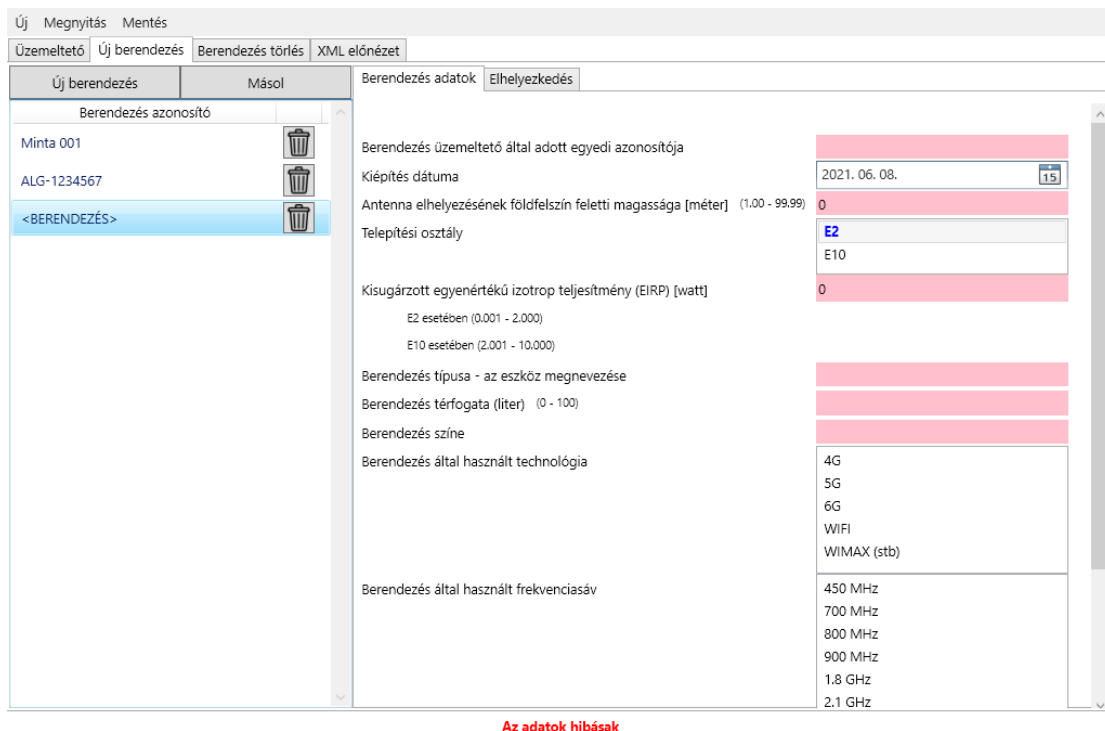 Új Megnyitás Mentés
Üzemeltető Új berendezés Berendezés törlés XML előnézet
Új berendezés Másol
Berendezés azonosító
Minta 001
ALG-1234567
<BERENDEZÉS>
Berendezés adatok Elhelyezkedés
Berendezés üzemeltető által adott egyedi azonosítója
Kiépítés dátuma 2021. 06. 08. 15
Antenna elhelyezésének földfelszín feletti magassága [méter] (1.00 - 99.99) 0
Telepítési osztály E2
E10
Kisugárzott egyenértékű izotrop teljesítmény (EIRP) [watt] 0
E2 esetében (0.001 - 2.000)
E10 esetében (2.001 - 10.000)
Berendezés típusa - az eszköz megnevezése
Berendezés térfogata (liter) (0 - 100)
Berendezés színe
Berendezés által használt technológia 4G
5G
6G
WIFI
WIMAX (stb)
Berendezés által használt frekvenciasáv 450 MHz
700 MHz
800 MHz
900 MHz
1.8 GHz
2.1 GHz
Az adatok hibásak